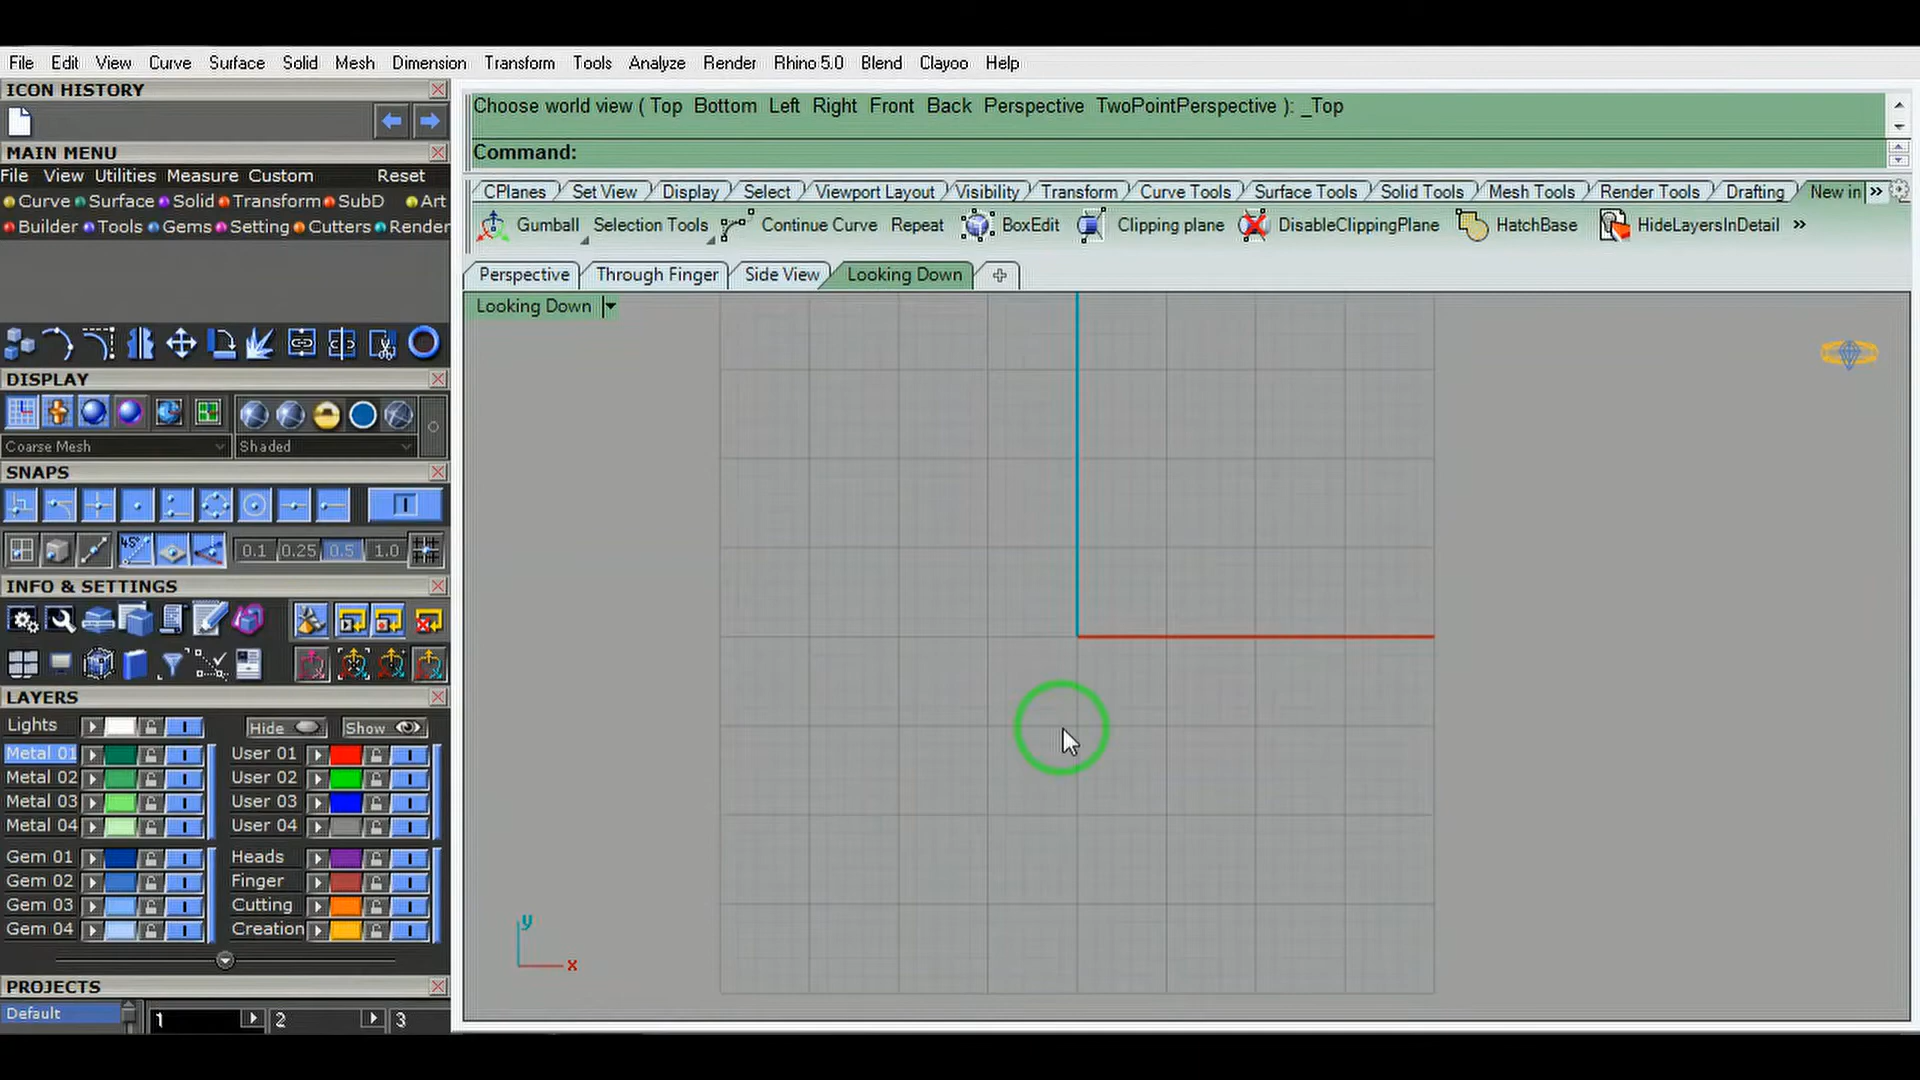 File Edit View Curve Surface Solid Mesh Dimension Transform Tools Analyze Render Rhino 5.0 Blend Clayoo Help
ICON HISTORY
MAIN MENU
File View Utilities Measure Custom Reset
Curve Surface Solid Transform SubD Art
Builder Tools Gems Setting Cutters Render
DISPLAY
Coarse Mesh Shaded
SNAPS
45°
0.1 0.25 0.5 1.0
INFO & SETTINGS
LAYERS
Lights Hide Show
Metal 01 User 01
Metal 02 User 02
Metal 03 User 03
Metal 04 User 04
Gem 01 Heads
Gem 02 Finger
Gem 03 Cutting
Gem 04 Creation
PROJECTS
Default 1 2 3
Choose world view ( Top Bottom Left Right Front Back Perspective TwoPointPerspective ): _Top
Command:
CPlanes Set View Display Select Viewport Layout Visibility Transform Curve Tools Surface Tools Solid Tools Mesh Tools Render Tools Drafting New in »
Gumball Selection Tools Continue Curve Repeat BoxEdit Clipping plane DisableClippingPlane HatchBase HideLayersInDetail »
Perspective Through Finger Side View Looking Down
Looking Down
y
x